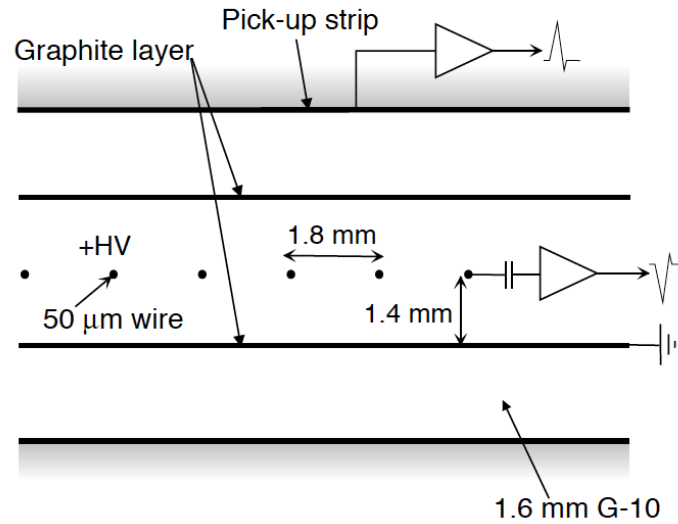 Pick-up strip
Graphite layer
+HV
1.8 mm
50 µm wire
1.4 mm
1.6 mm G-10